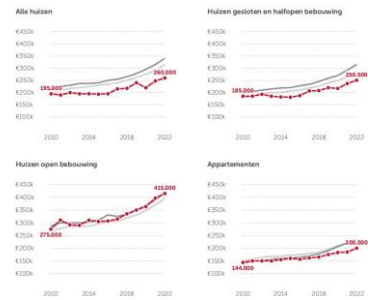 Alle huizen
€450k
€400k
€350k
€300k
€250k
€200k
€150k
€100k
195.000
260.000
2010 2014 2018 2022
Huizen gesloten en halfopen bebouwing
€450k
€400k
€350k
€300k
€250k
€200k
€150k
€100k
185.000
2010 2014 2018 2022
Huizen open bebouwing
€450k
€400k
€350k
€300k
€250k
€200k
€150k
€100k
275.000
415.000
2010 2014 2018 2022
Appartementen
€450k
€400k
€350k
€300k
€250k
€200k
€150k
€100k
144.000
200.000
2010 2014 2018 2022